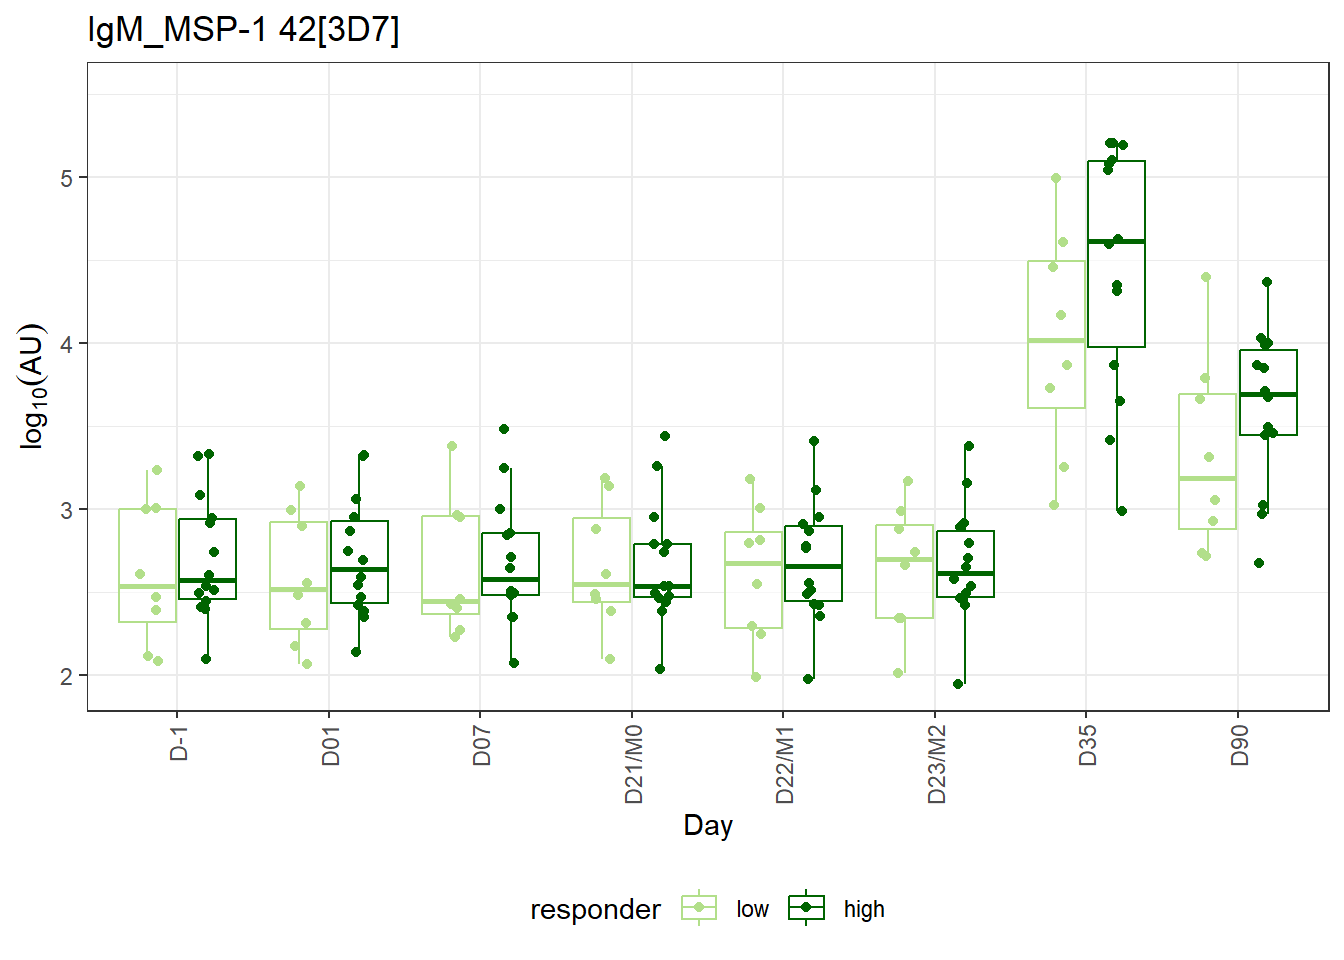 IgM_MSP-1 42[3D7]
log10(AU)
5
4
3
2
D-1
D01
D07
D21/M0
D22/M1
D23/M2
D35
D90
Day
responder low high